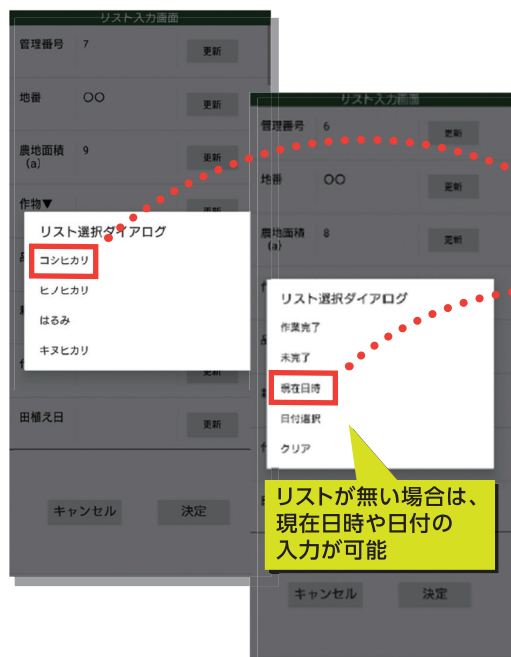 リスト入力画面
管理番号 7 更新
地番 〇〇 更新
農地面積 9 更新
(a)
作物▼ 更新
リスト選択ダイアログ
コシヒカリ
ヒノヒカリ
はるみ
キヌヒカリ
更新
田植え日 更新
キャンセル 決定
リスト入力画面
管理番号 6 更新
地番 〇〇 更新
農地面積 8 更新
(a)
リスト選択ダイアログ
作業完了
未完了
現在日時
日付選択
クリア
リストが無い場合は、
現在日時や日付の
入力が可能
キャンセル 決定